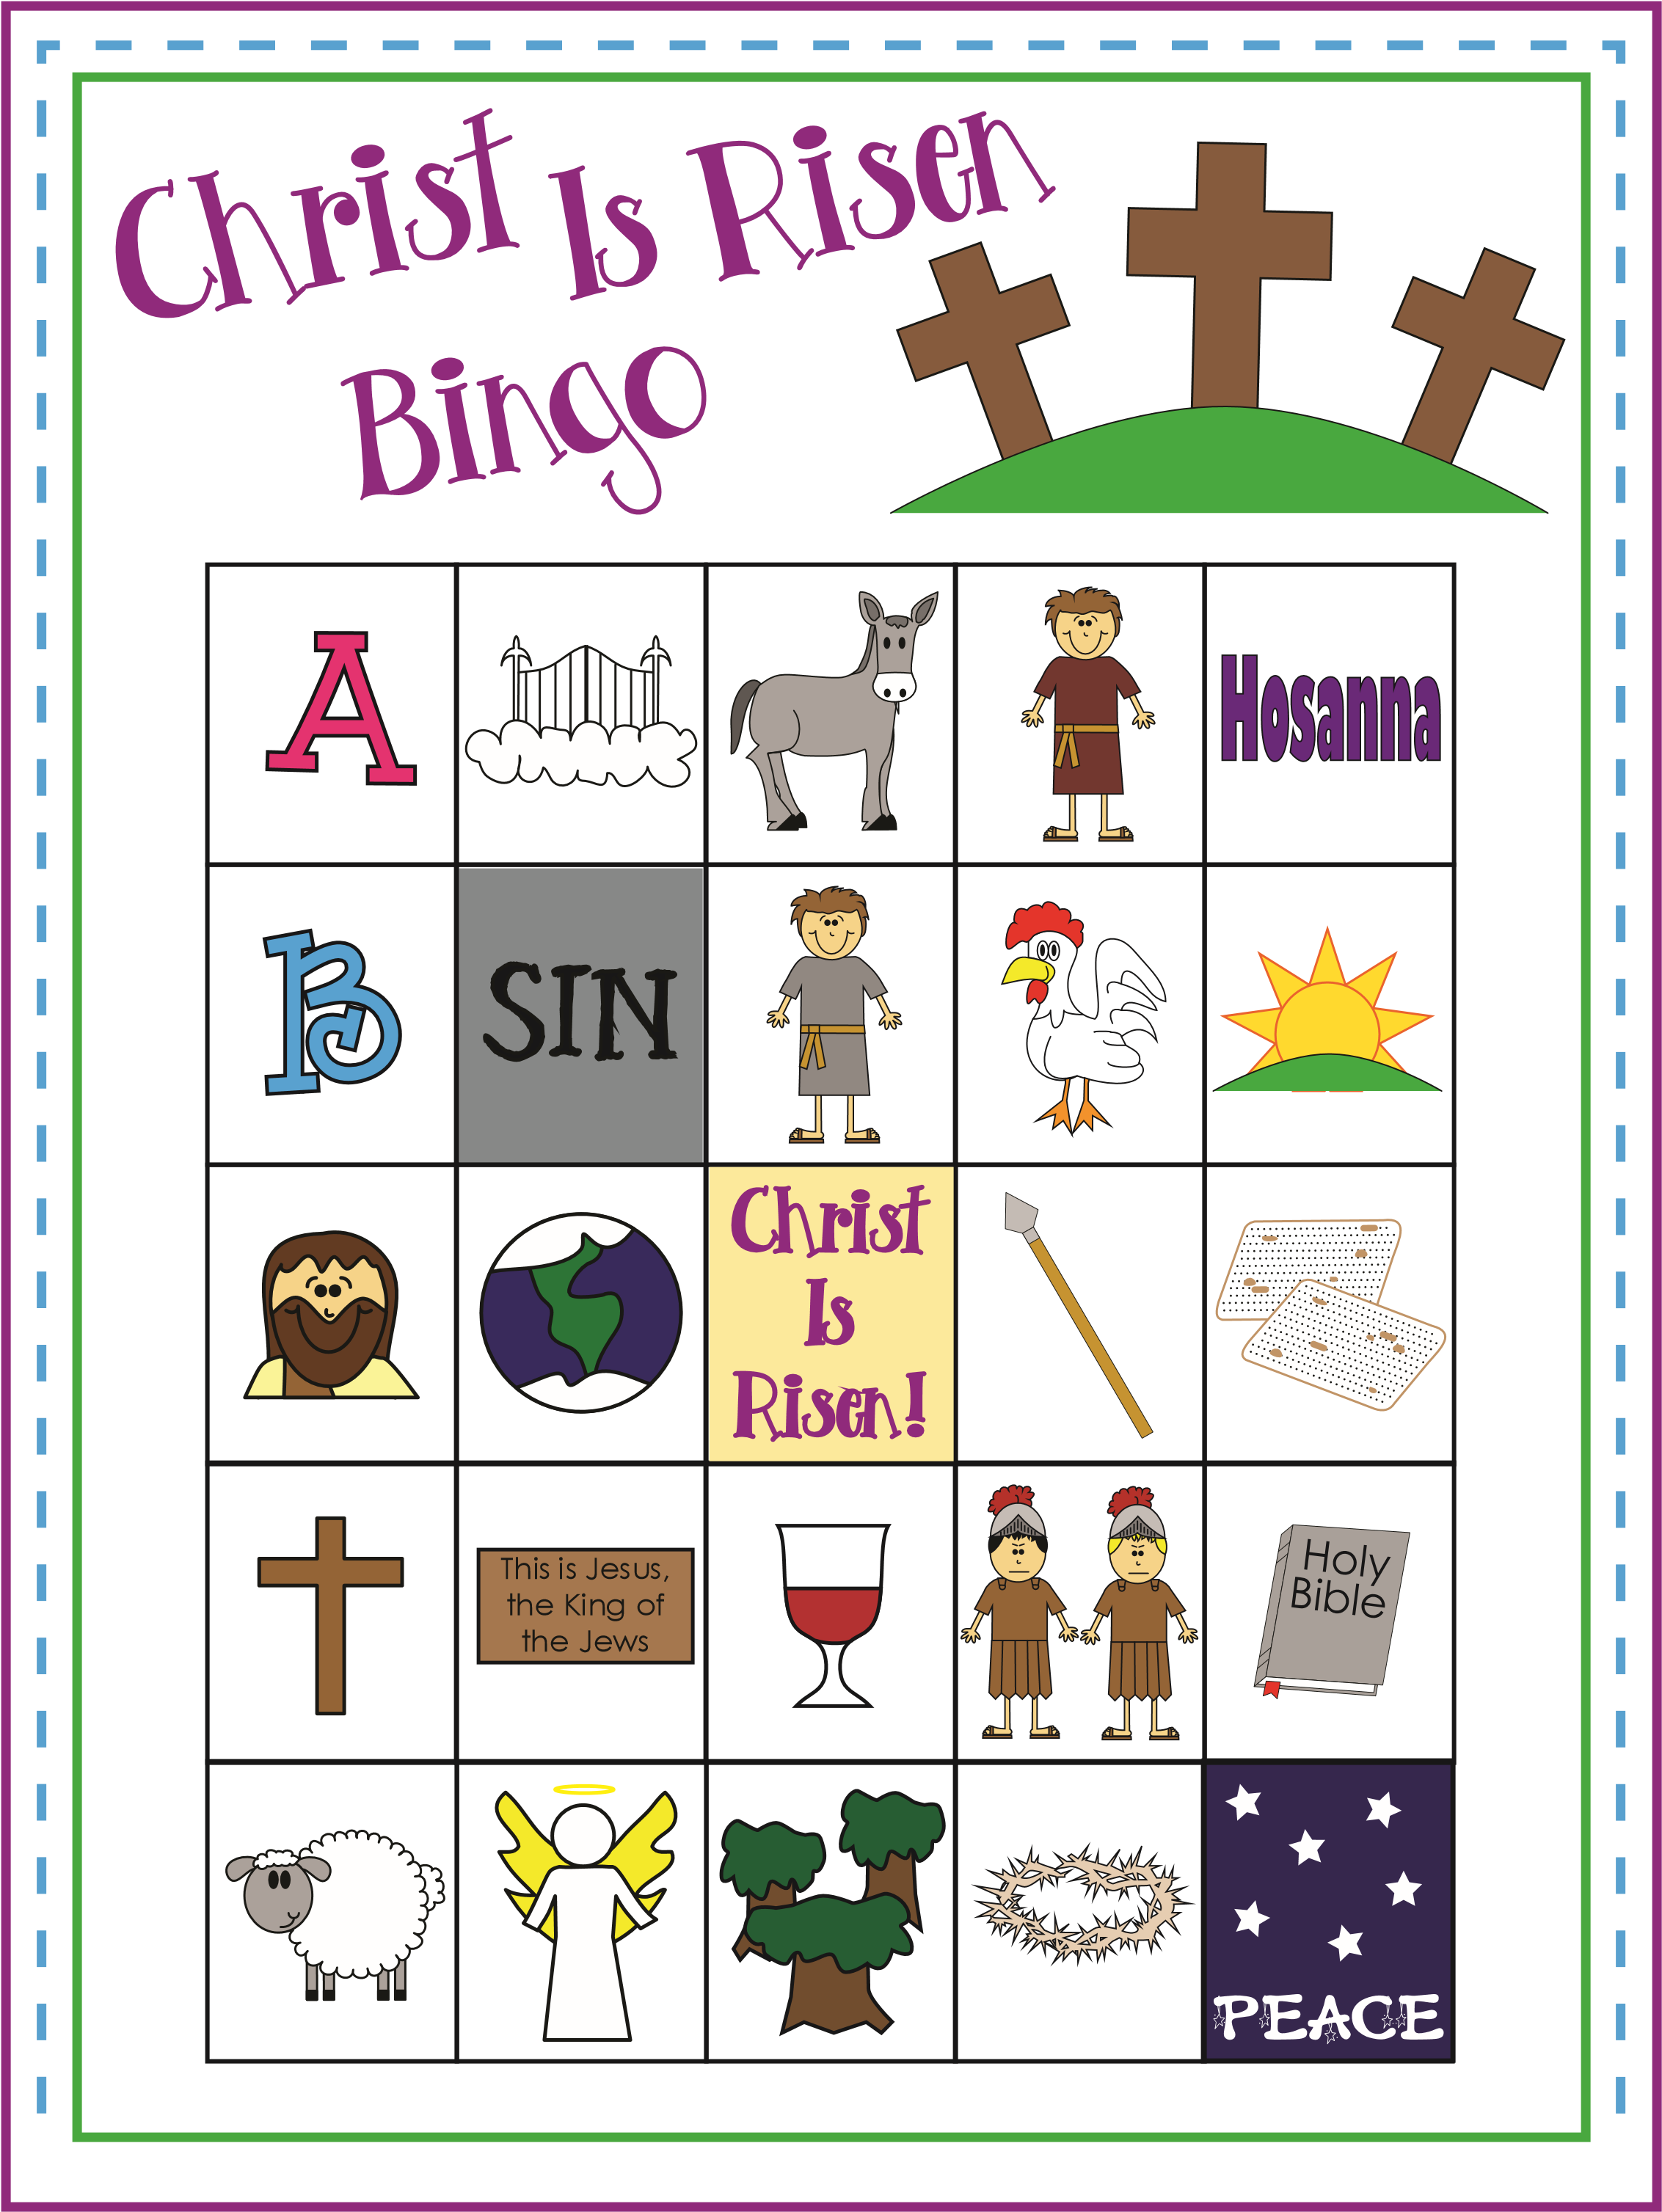 Christ Is Risen
Bingo
A
Hosanna
B
SIN
Christ
Is
Risen!
This is Jesus,
the King of
the Jews
Holy
Bible
PEACE